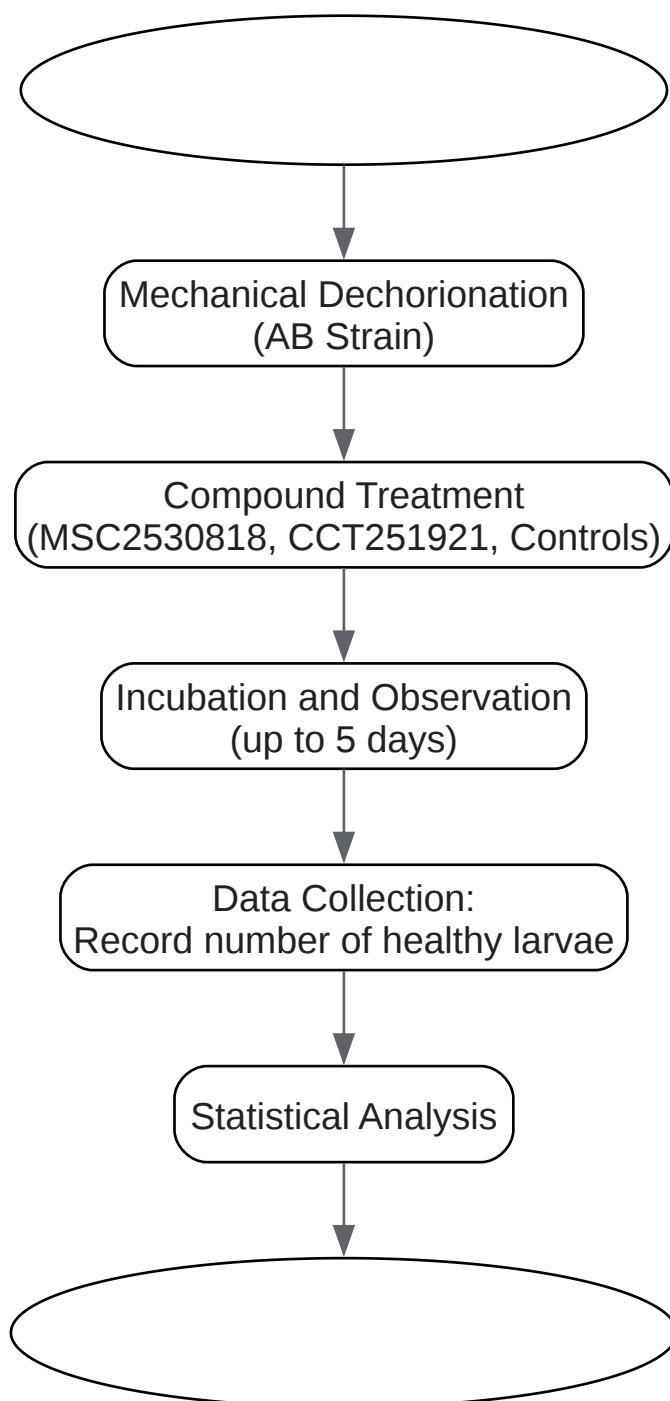 Mechanical Dechorionation
(AB Strain)
Compound Treatment
(MSC2530818, CCT251921, Controls)
Incubation and Observation
(up to 5 days)
Data Collection:
Record number of healthy larvae
Statistical Analysis